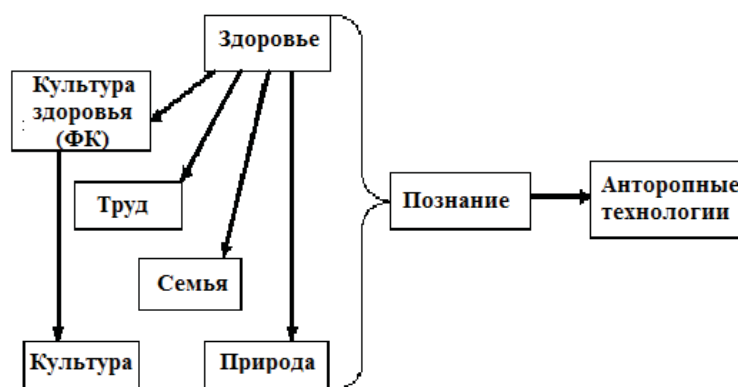 Здоровье
Культура
здоровья
(ФК)
:
Труд
Познание
Анторопные
технологии
Семья
Культура
Природа